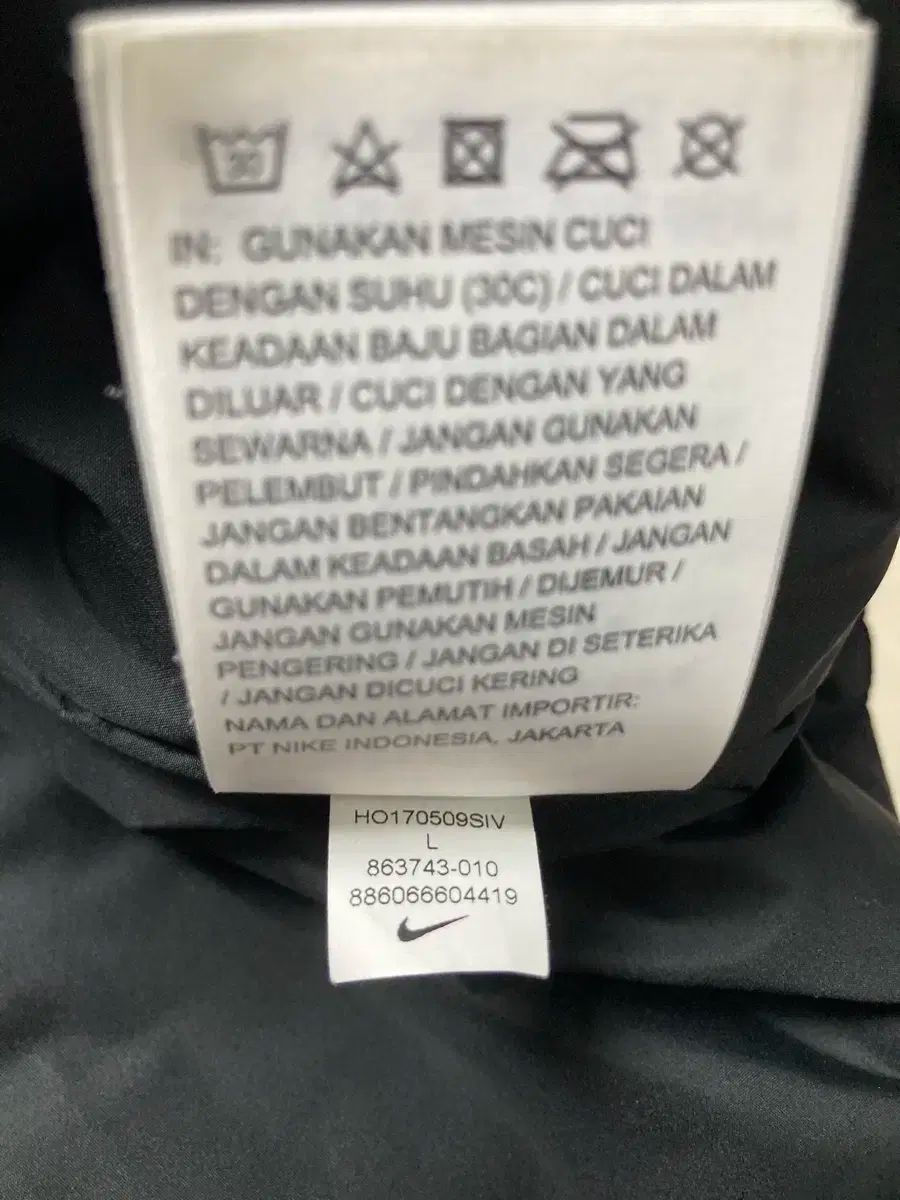 30
IN: GUNAKAN MESIN CUCI
DENGAN SUHU (30C) / CUCI DALAM
KEADAAN BAJU BAGIAN DALAM
DILUAR / CUCI DENGAN YANG
SEWARNA / JANGAN GUNAKAN
PELEMBUT / PINDAHKAN SEGERA /
JANGAN BENTANGKAN PAKAIAN
DALAM KEADAAN BASAH / JANGAN
GUNAKAN PEMUTIH / DIJEMUR /
JANGAN GUNAKAN MESIN
PENGERING / JANGAN DI SETERIKA
/ JANGAN DICUCI KERING
NAMA DAN ALAMAT IMPORTIR:
PT NIKE INDONESIA, JAKARTA
HO170509SIV
L
863743-010
886066604419